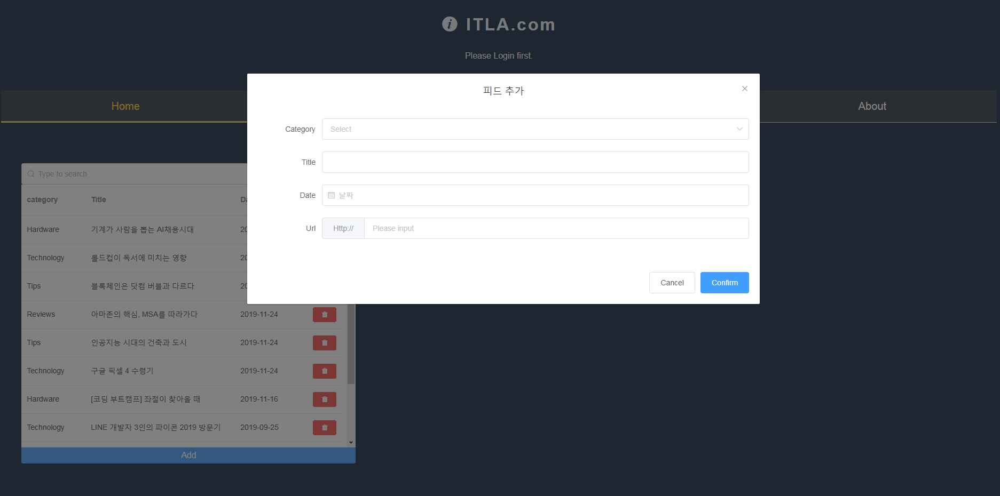 ITLA.com
Please Login first.
Home
About
피드 추가
Category Select
Title
Date 날짜
Url Http:// Please input
Cancel Confirm
Type to search
category Title Da
Hardware 기계가 사람을 뽑는 AI채용시대 20
Technology 롤드컵이 독서에 미치는 영향 20
Tips 블록체인은 닷컴 버블과 다르다 20
Reviews 아마존의 핵심, MSA를 따라가다 2019-11-24
Tips 인공지능 시대의 건축과 도시 2019-11-24
Technology 구글 픽셀 4 수령기 2019-11-24
Hardware [코딩 부트캠프] 좌절이 찾아올 때 2019-11-16
Technology LINE 개발자 3인의 파이콘 2019 방문기 2019-09-25
Add